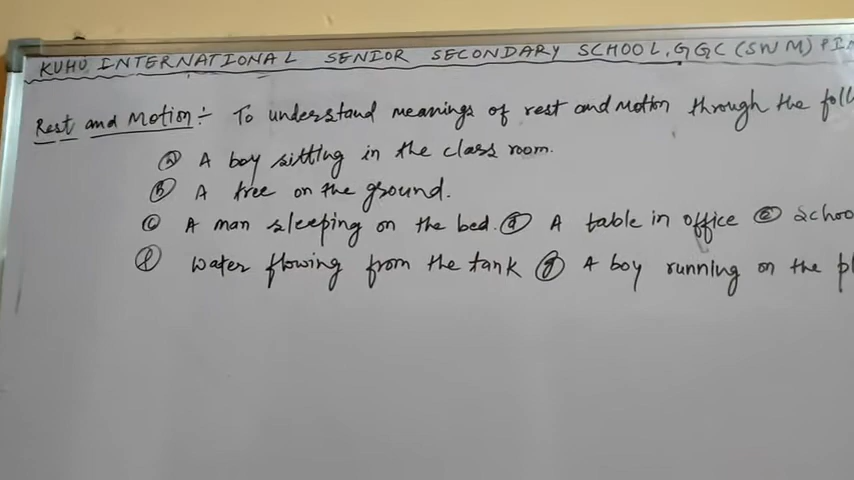 KUHU INTERNATIONAL SENIOR SECONDARY SCHOOL, GGC (SWM)
Rest and Motion :- To understand meanings of rest and Motion through the
(a) A boy sitting in the class room.
(b) A tree on the ground.
(c) A man sleeping on the bed. (d) A table in office (e)
(f) Water flowing from the tank (g) A boy running on the